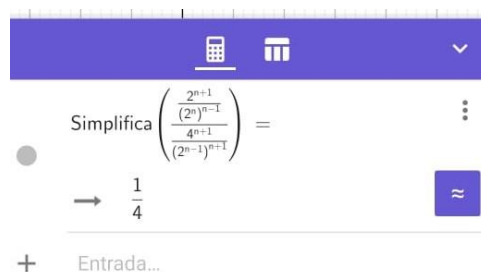 Simplifica ( ( 2^{n+1} / (2^n)^{n-1} ) / ( 4^{n+1} / (2^{n-1})^{n+1} ) ) =
→ 1/4
≈
+ Entrada...